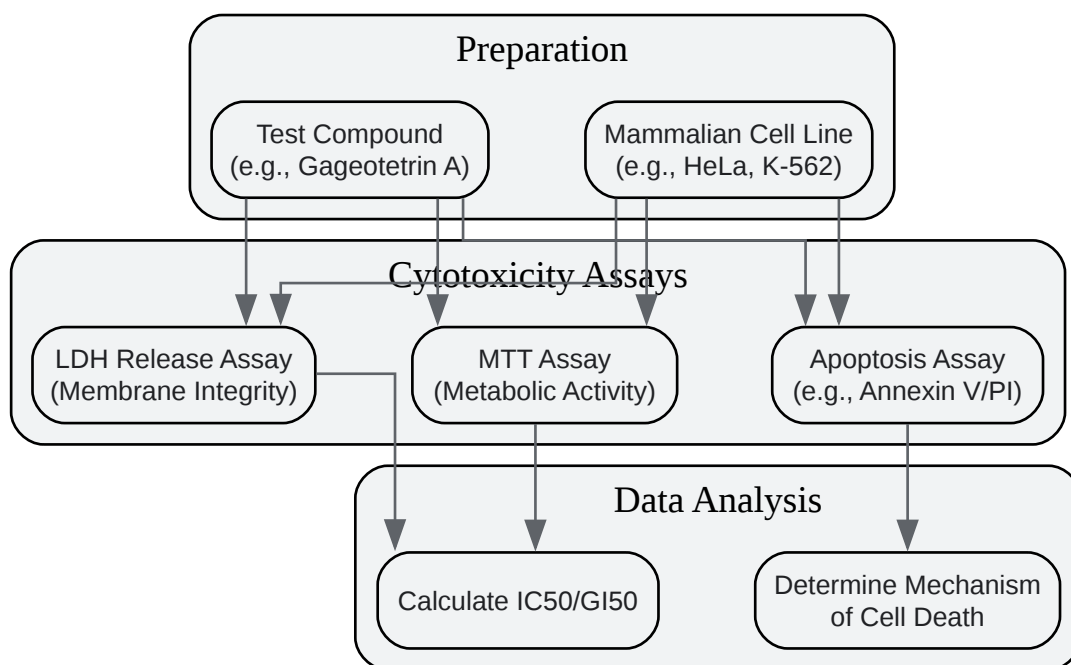 Preparation
Test Compound
(e.g., Gageotetrin A)
Mammalian Cell Line
(e.g., HeLa, K-562)
Cytotoxicity Assays
LDH Release Assay
(Membrane Integrity)
MTT Assay
(Metabolic Activity)
Apoptosis Assay
(e.g., Annexin V/PI)
Data Analysis
Calculate IC50/GI50
Determine Mechanism
of Cell Death